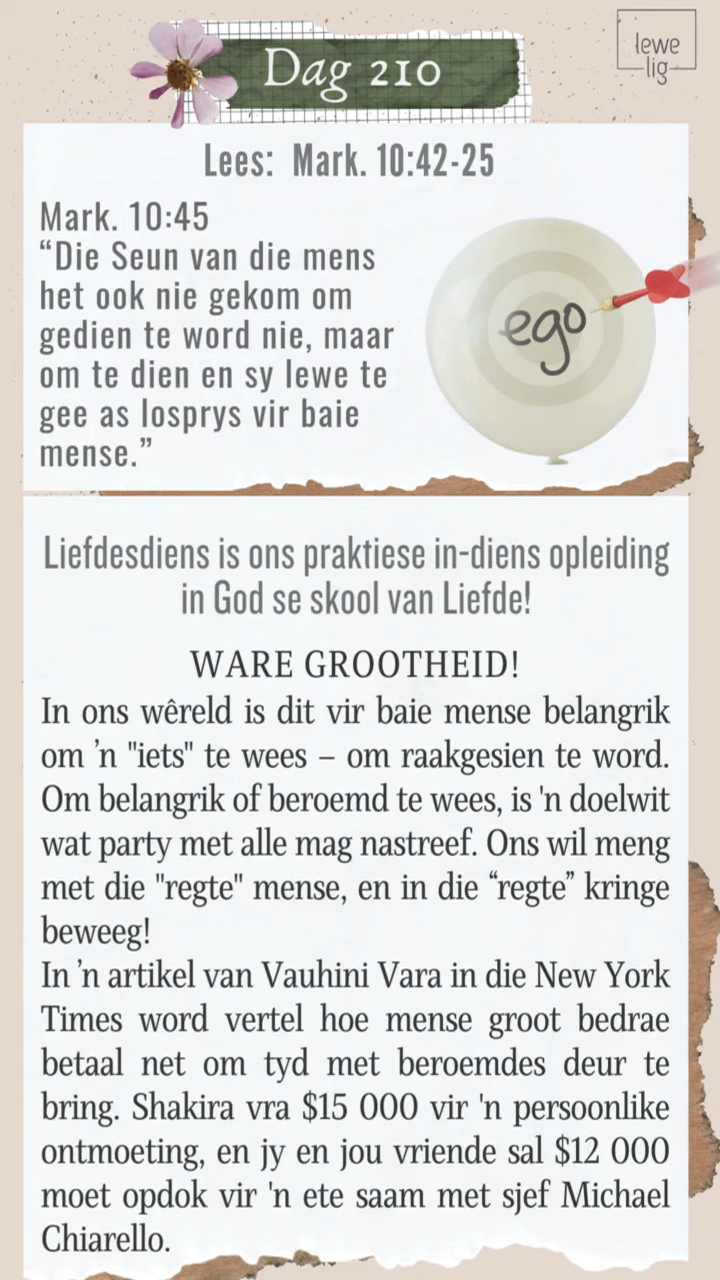 Dag 210
lewe
lig
Lees:  Mark. 10:42-25
Mark. 10:45
“Die Seun van die mens
het ook nie gekom om
gedien te word nie, maar
om te dien en sy lewe te
gee as losprys vir baie
mense.”
ego
Liefdesdiens is ons praktiese in-diens opleiding
in God se skool van Liefde!
WARE GROOTHEID!
In ons wêreld is dit vir baie mense belangrik
om ŉ "iets" te wees – om raakgesien te word.
Om belangrik of beroemd te wees, is 'n doelwit
wat party met alle mag nastreef. Ons wil meng
met die "regte" mense, en in die “regte” kringe
beweeg!
In ŉ artikel van Vauhini Vara in die New York
Times word vertel hoe mense groot bedrae
betaal net om tyd met beroemdes deur te
bring. Shakira vra $15 000 vir 'n persoonlike
ontmoeting, en jy en jou vriende sal $12 000
moet opdok vir 'n ete saam met sjef Michael
Chiarello.